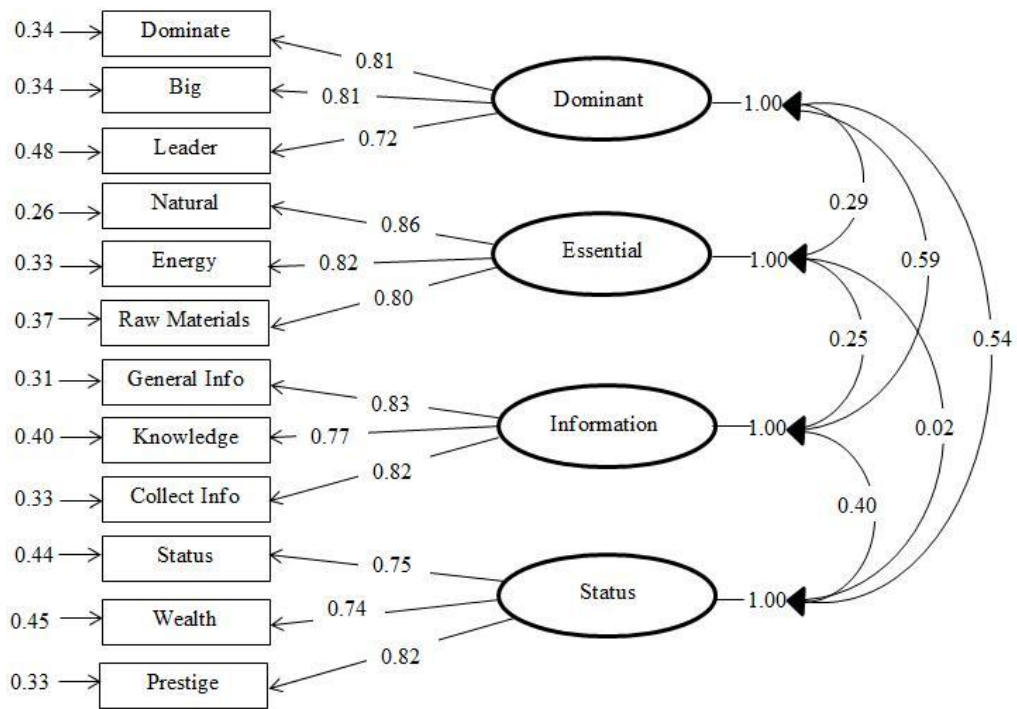 0.34
Dominate
0.81
0.34
Big
0.81
0.48
Leader
0.72
Dominant
1.00
0.26
Natural
0.86
0.33
Energy
0.82
0.37
Raw Materials
0.80
Essential
1.00
0.31
General Info
0.83
0.40
Knowledge
0.77
0.33
Collect Info
0.82
Information
1.00
0.44
Status
0.75
0.45
Wealth
0.74
0.33
Prestige
0.82
Status
1.00
0.29
0.59
0.54
0.25
0.02
0.40